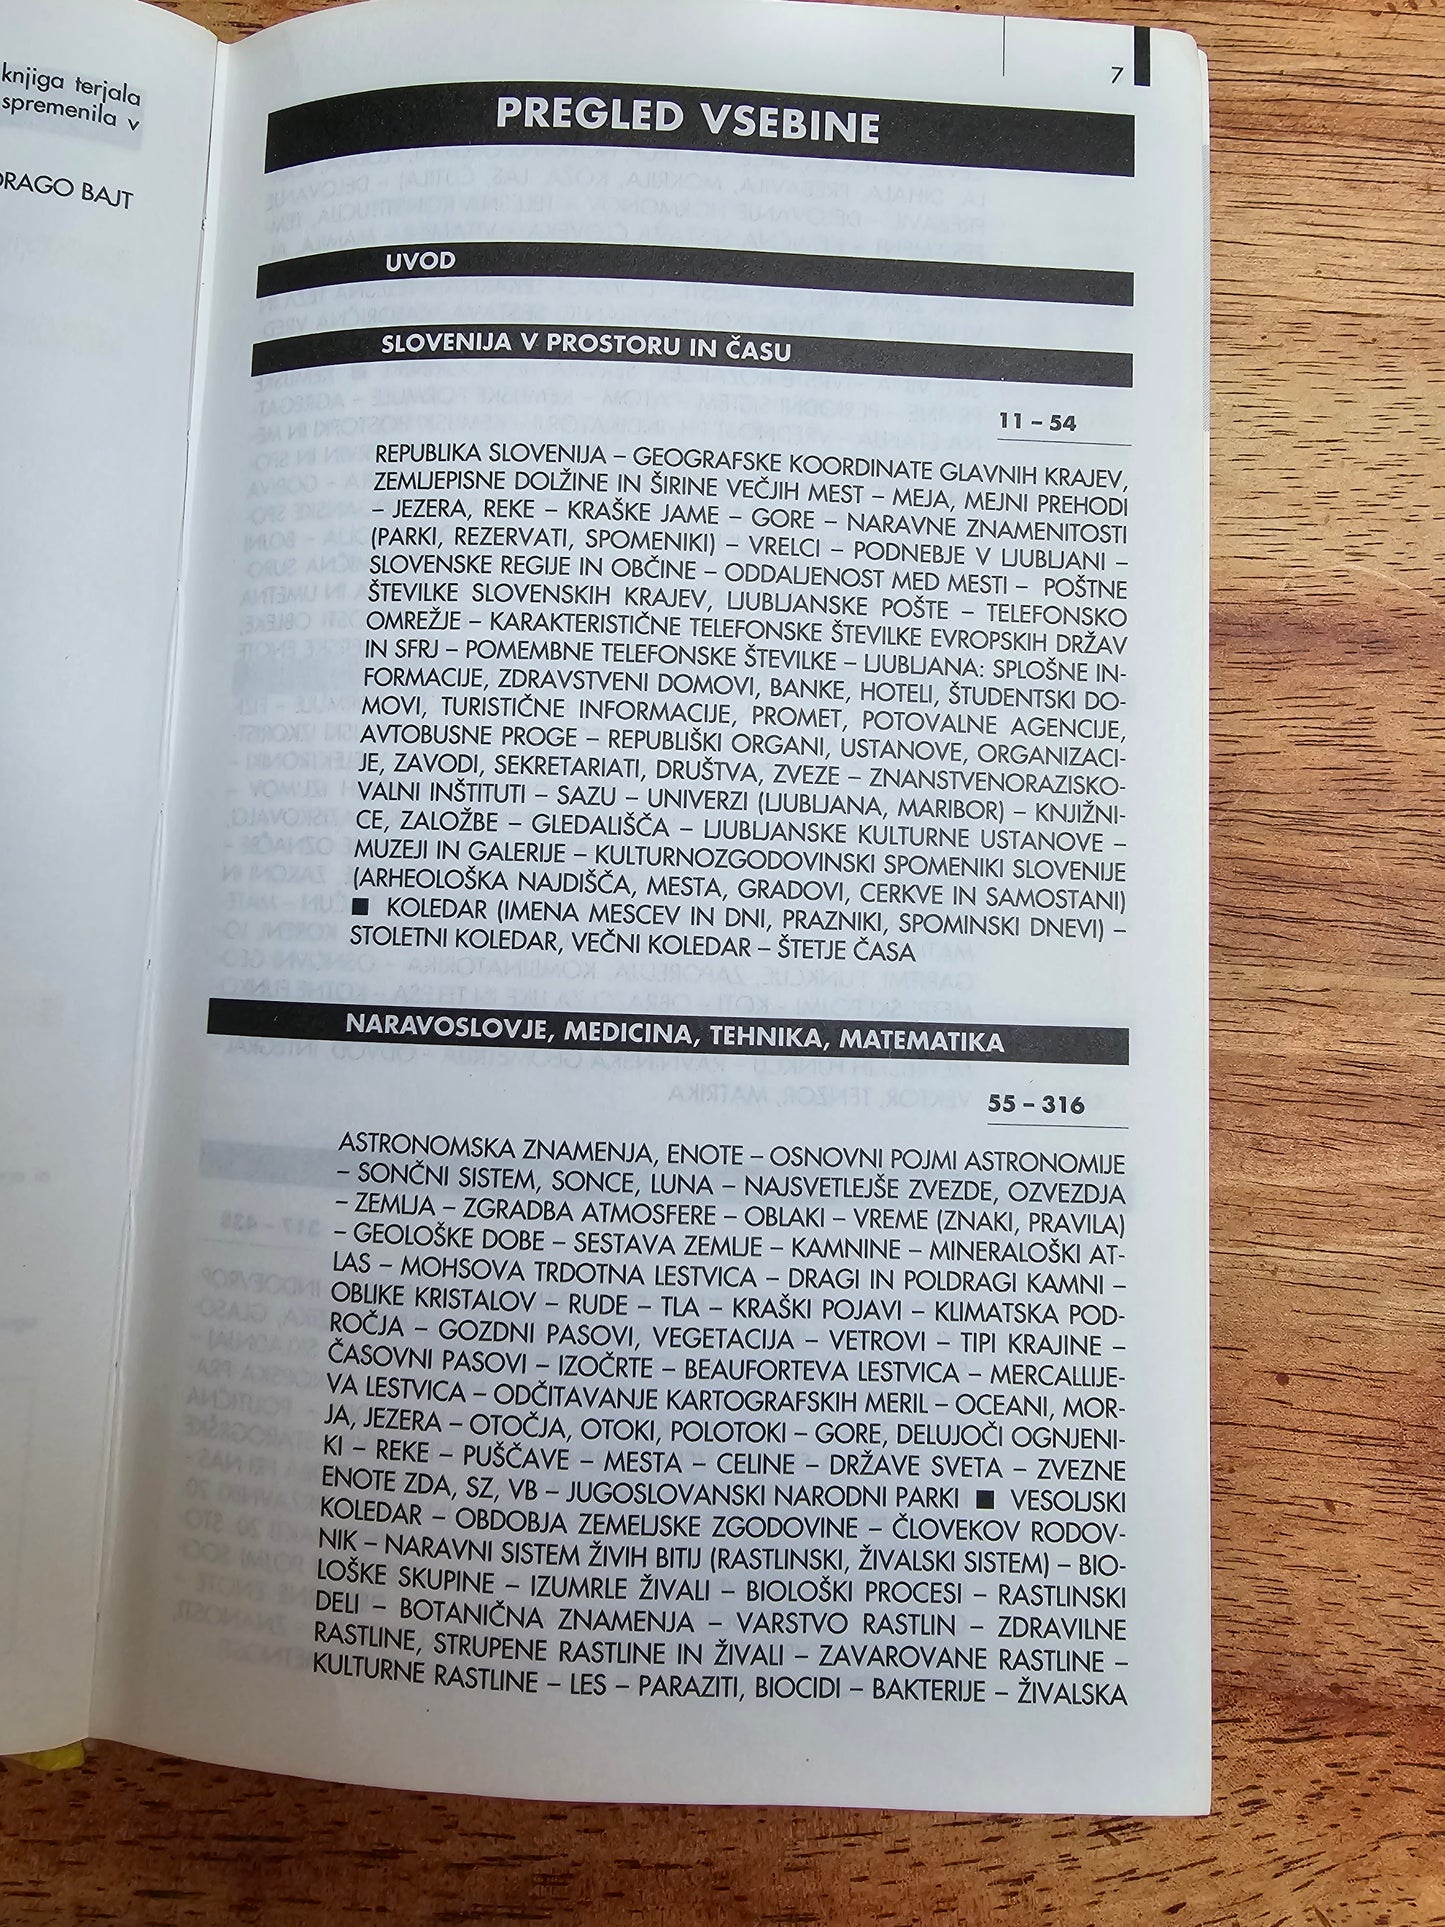 knjiga terjala
spremenila v
DRAGO BAJT
7
PREGLED VSEBINE
UVOD
SLOVENIJA V PROSTORU IN ČASU
11 – 54
REPUBLIKA SLOVENIJA – GEOGRAFSKE KOORDINATE GLAVNIH KRAJEV,
ZEMLJEPISNE DOLŽINE IN ŠIRINE VEČJIH MEST – MEJA, MEJNI PREHODI
– JEZERA, REKE – KRAŠKE JAME – GORE – NARAVNE ZNAMENITOSTI
(PARKI, REZERVATI, SPOMENIKI) – VRELCI – PODNEBJE V LJUBLJANI –
SLOVENSKE REGIJE IN OBČINE – ODDALJENOST MED MESTI – POŠTNE
ŠTEVILKE SLOVENSKIH KRAJEV, LJUBLJANSKE POŠTE – TELEFONSKO
OMREŽJE – KARAKTERISTIČNE TELEFONSKE ŠTEVILKE EVROPSKIH DRŽAV
IN SFRJ – POMEMBNE TELEFONSKE ŠTEVILKE – LJUBLJANA: SPLOŠNE IN-
FORMACIJE, ZDRAVSTVENI DOMOVI, BANKE, HOTELI, ŠTUDENTSKI DO-
MOVI, TURISTIČNE INFORMACIJE, PROMET, POTOVALNE AGENCIJE,
AVTOBUSNE PROGE – REPUBLIŠKI ORGANI, USTANOVE, ORGANIZACI-
JE, ZAVODI, SEKRETARIATI, DRUŠTVA, ZVEZE – ZNANSTVENORAZISKO-
VALNI INŠTITUTI – SAZU – UNIVERZI (LJUBLJANA, MARIBOR) – KNJIŽNI-
CE, ZALOŽBE – GLEDALIŠČA – LJUBLJANSKE KULTURNE USTANOVE –
MUZEJI IN GALERIJE – KULTURNOZGODOVINSKI SPOMENIKI SLOVENIJE
(ARHEOLOŠKA NAJDIŠČA, MESTA, GRADOVI, CERKVE IN SAMOSTANI)
■ KOLEDAR (IMENA MESCEV IN DNI, PRAZNIKI, SPOMINSKI DNEVI) –
STOLETNI KOLEDAR, VEČNI KOLEDAR – ŠTETJE ČASA
NARAVOSLOVJE, MEDICINA, TEHNIKA, MATEMATIKA
55 – 316
ASTRONOMSKA ZNAMENJA, ENOTE – OSNOVNI POJMI ASTRONOMIJE
– SONČNI SISTEM, SONCE, LUNA – NAJSVETLEJŠE ZVEZDE, OZVEZDJA
– ZEMLJA – ZGRADBA ATMOSFERE – OBLAKI – VREME (ZNAKI, PRAVILA)
– GEOLOŠKE DOBE – SESTAVA ZEMLJE – KAMNINE – MINERALOŠKI AT-
LAS – MOHSOVA TRDOTNA LESTVICA – DRAGI IN POLDRAGI KAMNI –
OBLIKE KRISTALOV – RUDE – TLA – KRAŠKI POJAVI – KLIMATSKA POD-
ROČJA – GOZDNI PASOVI, VEGETACIJA – VETROVI – TIPI KRAJINE –
ČASOVNI PASOVI – IZOČRTE – BEAUFORTEVA LESTVICA – MERCALLIJE-
VA LESTVICA – ODČITAVANJE KARTOGRAFSKIH MERIL – OCEANI, MOR-
JA, JEZERA – OTOČJA, OTOKI, POLOTOKI – GORE, DELUJOČI OGNJENI-
KI – REKE – PUŠČAVE – MESTA – CELINE – DRŽAVE SVETA – ZVEZNE
ENOTE ZDA, SZ, VB – JUGOSLOVANSKI NARODNI PARKI ■ VESOLJSKI
KOLEDAR – OBDOBJA ZEMELJSKE ZGODOVINE – ČLOVEKOV RODOV-
NIK – NARAVNI SISTEM ŽIVIH BITIJ (RASTLINSKI, ŽIVALSKI SISTEM) – BIO-
LOŠKE SKUPINE – IZUMRLE ŽIVALI – BIOLOŠKI PROCESI – RASTLINSKI
DELI – BOTANIČNA ZNAMENJA – VARSTVO RASTLIN – ZDRAVILNE
RASTLINE, STRUPENE RASTLINE IN ŽIVALI – ZAVAROVANE RASTLINE –
KULTURNE RASTLINE – LES – PARAZITI, BIOCIDI – BAKTERIJE – ŽIVALSKA